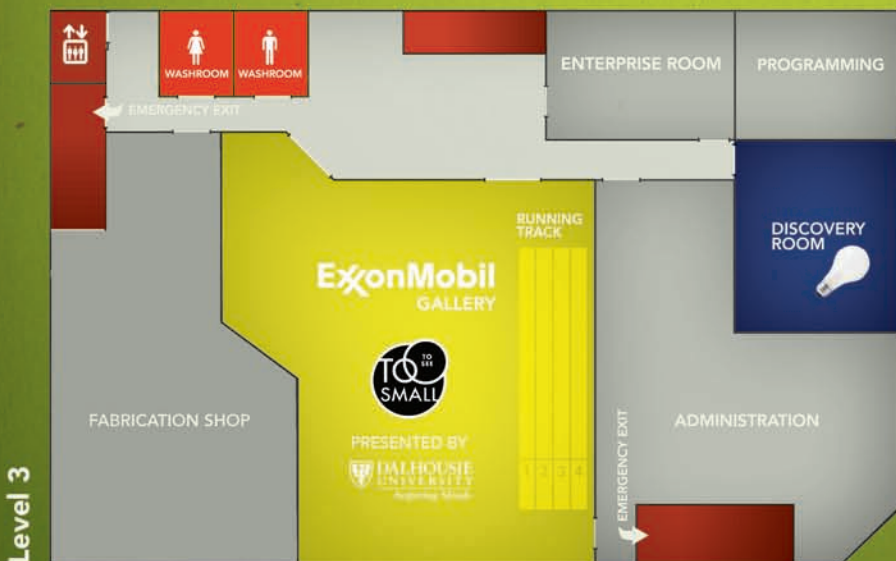 WASHROOM
WASHROOM
ENTERPRISE ROOM
PROGRAMMING
EMERGENCY EXIT
RUNNING
TRACK
DISCOVERY
ROOM
ExxonMobil
GALLERY
TOO
TO
SEE
SMALL
FABRICATION SHOP
PRESENTED BY
DALHOUSIE
UNIVERSITY
Inspiring Minds
1 2 3 4
EMERGENCY EXIT
ADMINISTRATION
Level 3